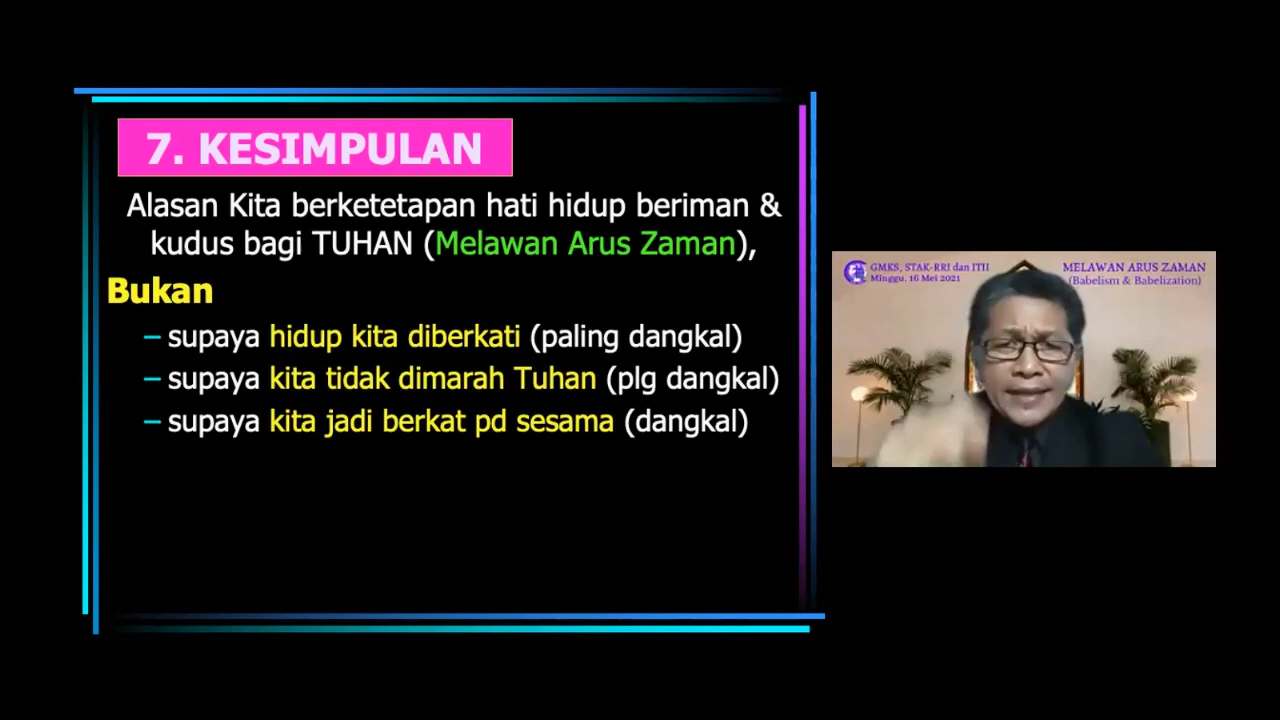 7. KESIMPULAN
Alasan Kita berketetapan hati hidup beriman &
kudus bagi TUHAN (Melawan Arus Zaman),
Bukan
– supaya hidup kita diberkati (paling dangkal)
– supaya kita tidak dimarah Tuhan (plg dangkal)
– supaya kita jadi berkat pd sesama (dangkal)
GMKS, STAK-RRI dan ITH
Minggu, 16 Mei 2021
MELAWAN ARUS ZAMAN
(Babelism & Babelization)